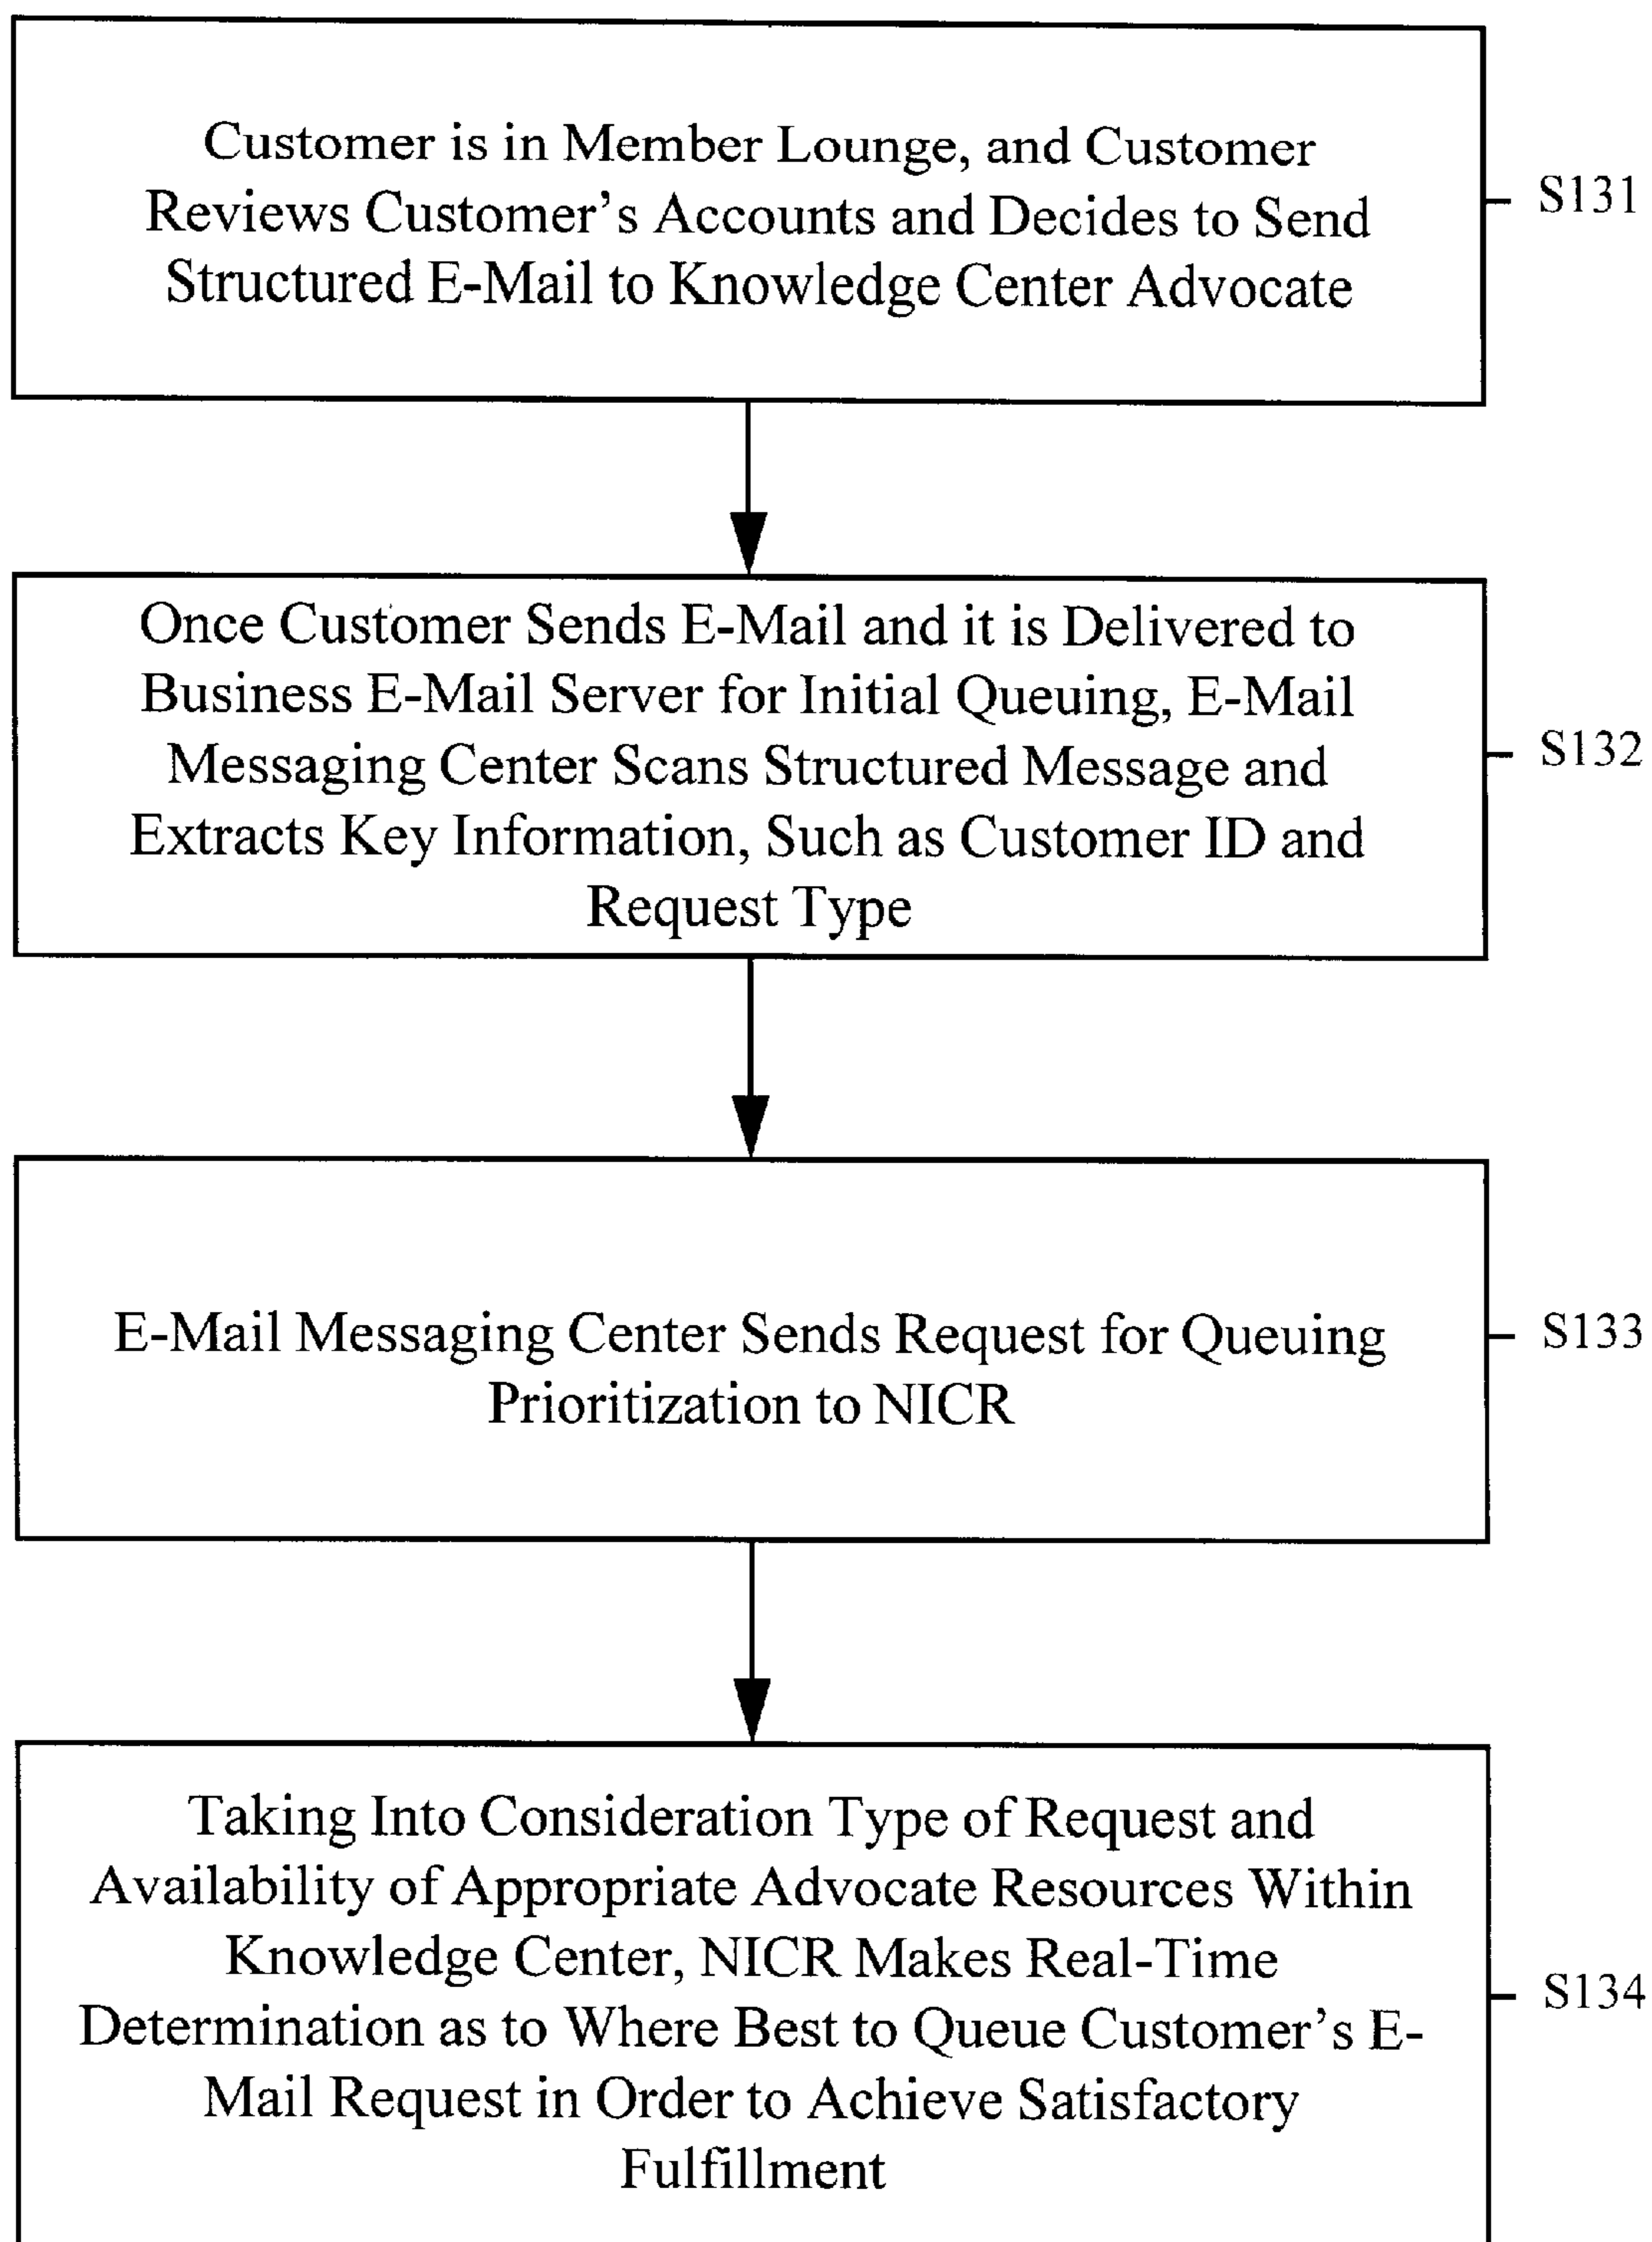 Customer is in Member Lounge, and Customer
Reviews Customer's Accounts and Decides to Send
Structured E-Mail to Knowledge Center Advocate
S131
Once Customer Sends E-Mail and it is Delivered to
Business E-Mail Server for Initial Queuing, E-Mail
Messaging Center Scans Structured Message and
Extracts Key Information, Such as Customer ID and
Request Type
S132
E-Mail Messaging Center Sends Request for Queuing
Prioritization to NICR
S133
Taking Into Consideration Type of Request and
Availability of Appropriate Advocate Resources Within
Knowledge Center, NICR Makes Real-Time
Determination as to Where Best to Queue Customer's E-
Mail Request in Order to Achieve Satisfactory
Fulfillment
S134